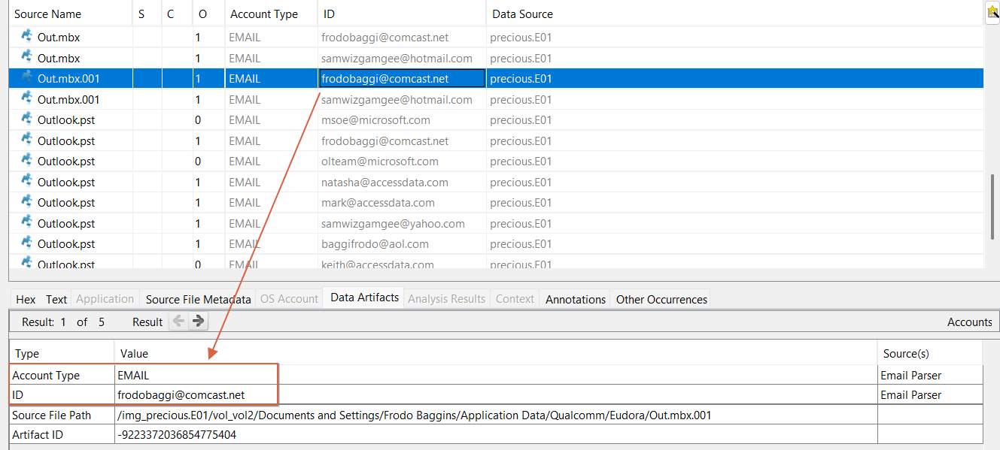 Source Name S C O Account Type ID Data Source
Out.mbx 1 EMAIL frodobaggi@comcast.net precious.E01
Out.mbx 1 EMAIL samwizgamgee@hotmail.com precious.E01
Out.mbx.001 1 EMAIL frodobaggi@comcast.net precious.E01
Out.mbx.001 1 EMAIL samwizgamgee@hotmail.com precious.E01
Outlook.pst 0 EMAIL msoe@microsoft.com precious.E01
Outlook.pst 1 EMAIL frodobaggi@comcast.net precious.E01
Outlook.pst 0 EMAIL olteam@microsoft.com precious.E01
Outlook.pst 1 EMAIL natasha@accessdata.com precious.E01
Outlook.pst 1 EMAIL mark@accessdata.com precious.E01
Outlook.pst 1 EMAIL samwizgamgee@yahoo.com precious.E01
Outlook.pst 1 EMAIL baggifrodo@aol.com precious.E01
Outlook.pst 0 EMAIL keith@accessdata.com precious.E01
Hex Text Application Source File Metadata OS Account Data Artifacts Analysis Results Context Annotations Other Occurrences
Result: 1 of 5 Result Accounts
Type Value Source(s)
Account Type EMAIL Email Parser
ID frodobaggi@comcast.net Email Parser
Source File Path /img_precious.E01/vol_vol2/Documents and Settings/Frodo Baggins/Application Data/Qualcomm/Eudora/Out.mbx.001
Artifact ID -9223372036854775404